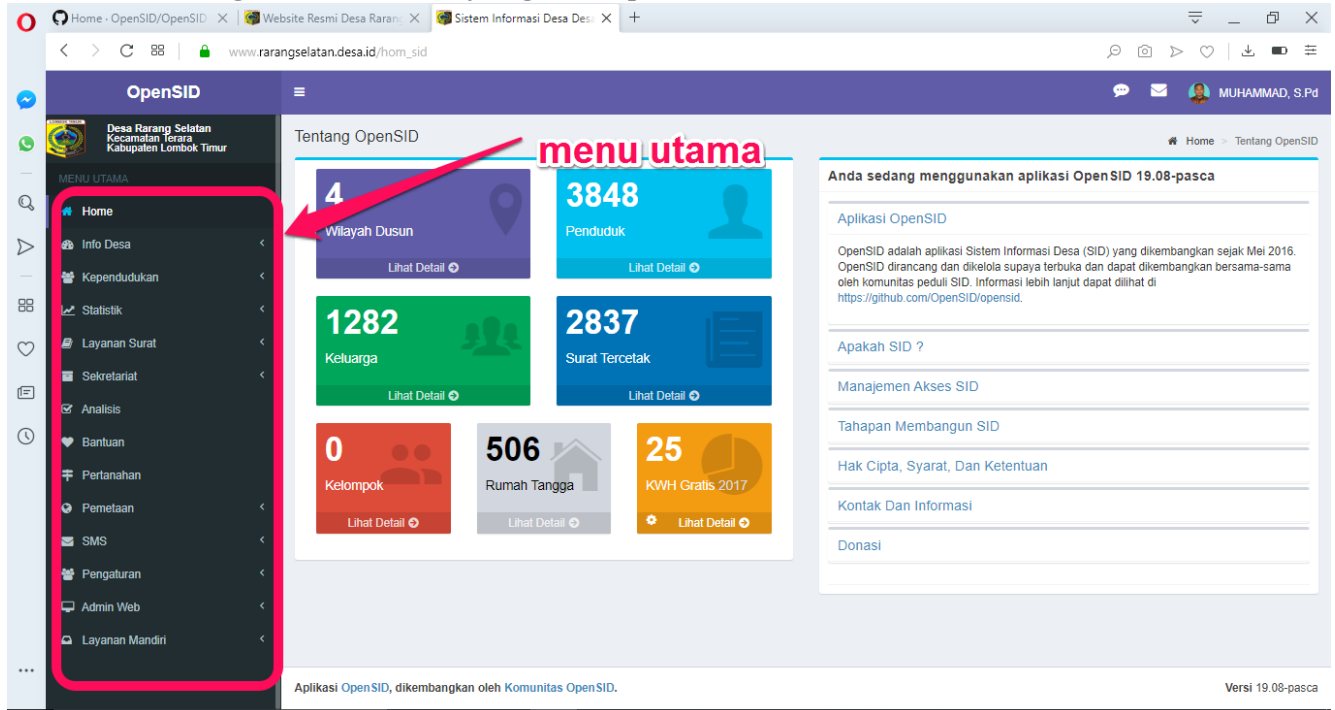 Home · OpenSID/OpenSID
Website Resmi Desa Rarang
Sistem Informasi Desa Desa
www.rarangselatan.desa.id/hom_sid
OpenSID
MUHAMMAD, S.Pd
Desa Rarang Selatan
Kecamatan Terara
Kabupaten Lombok Timur
MENU UTAMA
Home
Info Desa
Kependudukan
Statistik
Layanan Surat
Sekretariat
Analisis
Bantuan
Pertanahan
Pemetaan
SMS
Pengaturan
Admin Web
Layanan Mandiri
Tentang OpenSID
menu utama
Home > Tentang OpenSID
4
Wilayah Dusun
Lihat Detail
3848
Penduduk
Lihat Detail
1282
Keluarga
Lihat Detail
2837
Surat Tercetak
Lihat Detail
0
Kelompok
Lihat Detail
506
Rumah Tangga
Lihat Detail
25
KWH Gratis 2017
Lihat Detail
Anda sedang menggunakan aplikasi OpenSID 19.08-pasca
Aplikasi OpenSID
OpenSID adalah aplikasi Sistem Informasi Desa (SID) yang dikembangkan sejak Mei 2016.
OpenSID dirancang dan dikelola supaya terbuka dan dapat dikembangkan bersama-sama
oleh komunitas peduli SID. Informasi lebih lanjut dapat dilihat di
https://github.com/OpenSID/opensid.
Apakah SID ?
Manajemen Akses SID
Tahapan Membangun SID
Hak Cipta, Syarat, Dan Ketentuan
Kontak Dan Informasi
Donasi
Aplikasi OpenSID, dikembangkan oleh Komunitas OpenSID.
Versi 19.08-pasca